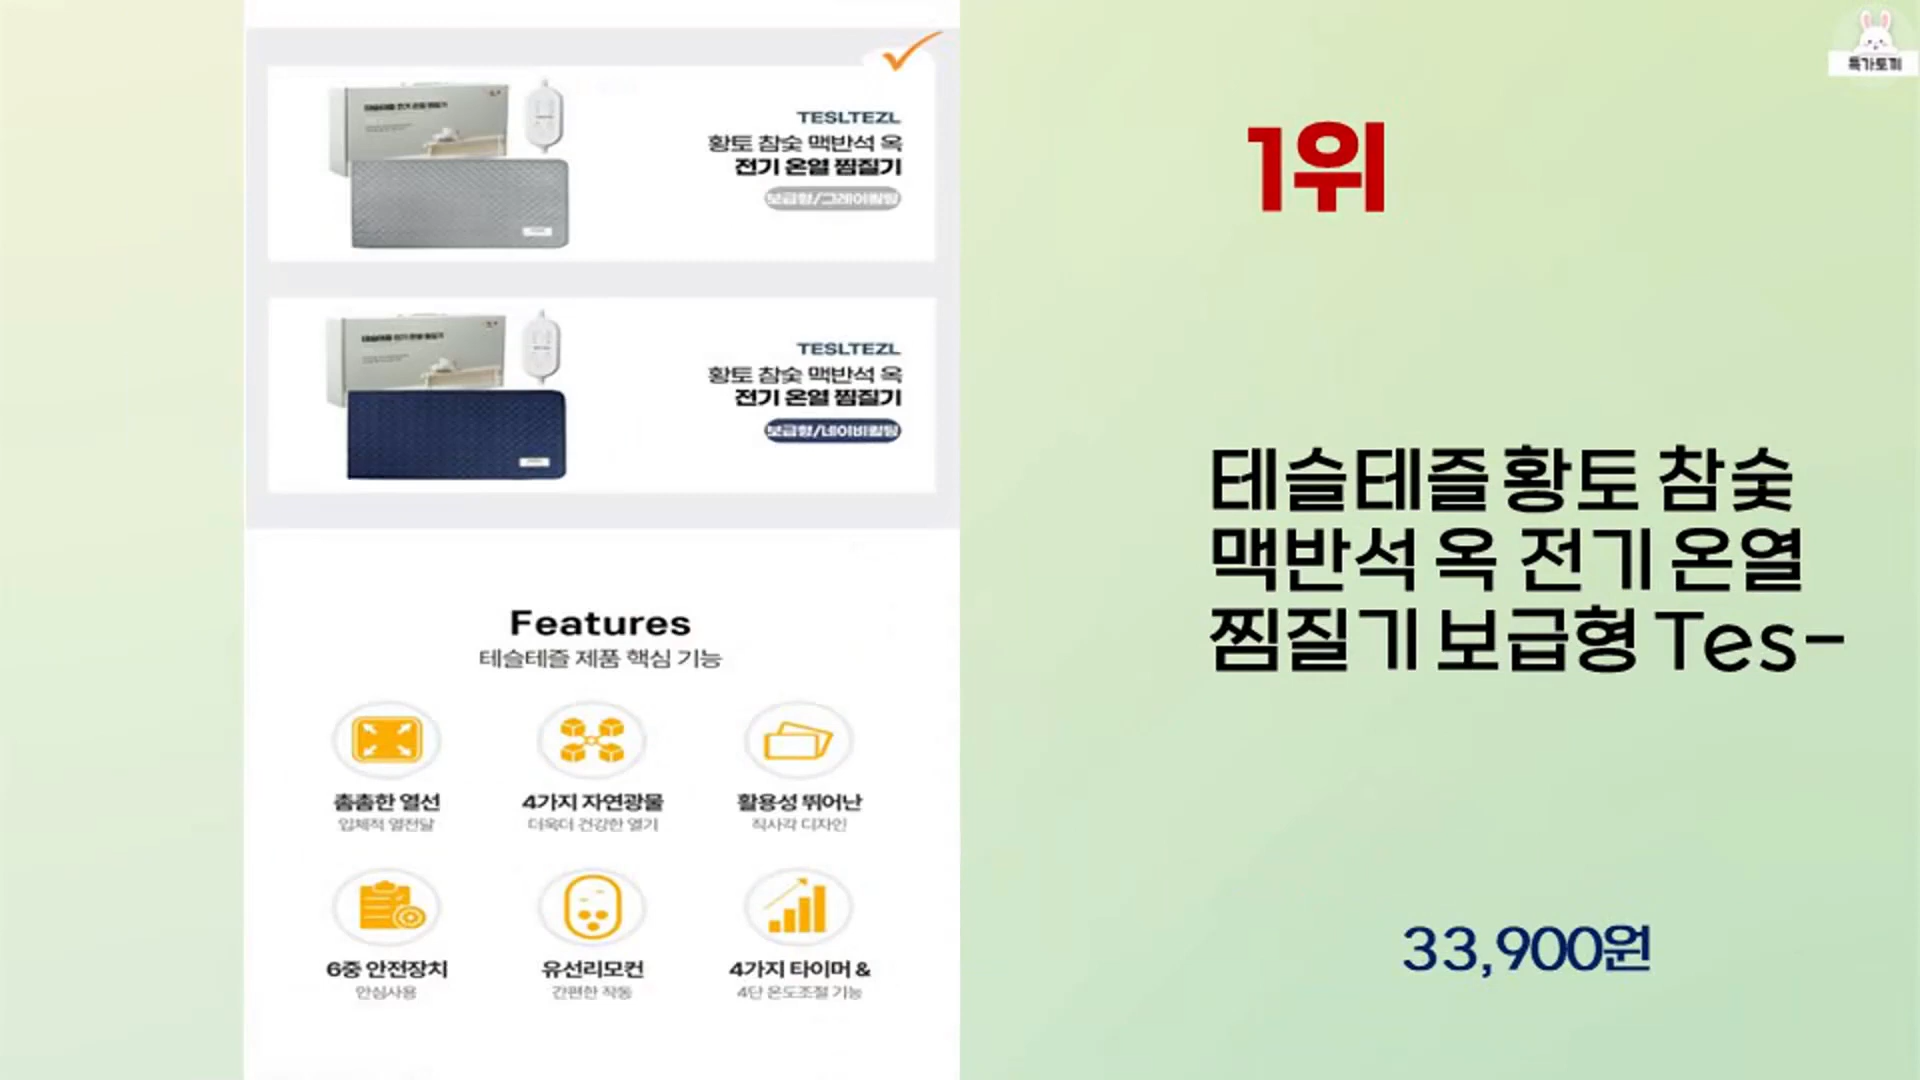 특가토끼
1위
테슬테즐 황토 참숯
맥반석 옥 전기 온열
찜질기 보급형 Tes-
33,900원
TESLTEZL
황토 참숯 맥반석 옥
전기 온열 찜질기
보급형/그레이퀼팅
TESLTEZL
황토 참숯 맥반석 옥
전기 온열 찜질기
보급형/네이비퀼팅
Features
테슬테즐 제품 핵심 기능
촘촘한 열선
입체적 열전달
4가지 자연광물
더욱더 건강한 열기
활용성 뛰어난
직사각 디자인
6중 안전장치
안심사용
유선리모컨
간편한 작동
4가지 타이머 &
4단 온도조절 기능